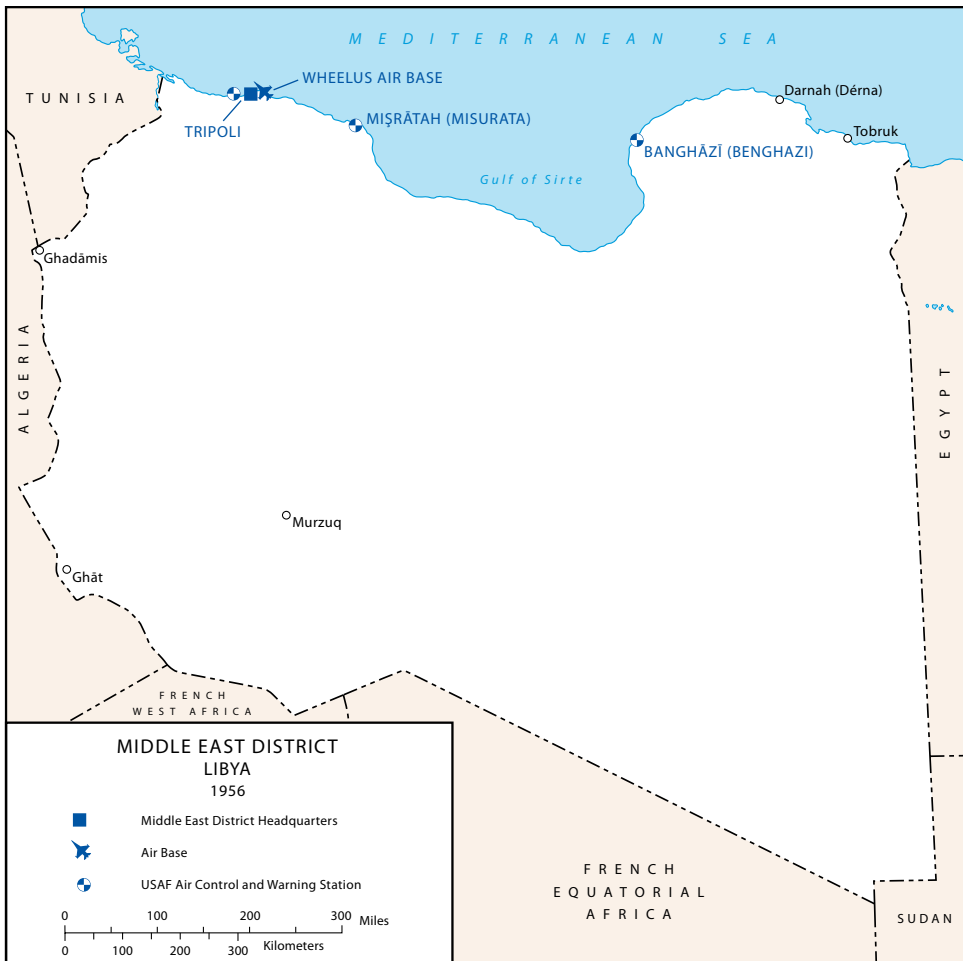 MEDITERRANEAN SEA
WHEELUS AIR BASE
TUNISIA
Darnah (Dérna)
MIŞRĀTAH (MISURATA)
TRIPOLI
Tobruk
BANGHĀZĪ (BENGHAZI)
Gulf of Sirte
Ghadāmis
ALGERIA
EGYPT
Murzuq
Ghāt
FRENCH
WEST AFRICA
FRENCH
EQUATORIAL
AFRICA
SUDAN
MIDDLE EAST DISTRICT
LIBYA
1956
Middle East District Headquarters
Air Base
USAF Air Control and Warning Station
0 100 200 300 Miles
0 100 200 300 Kilometers